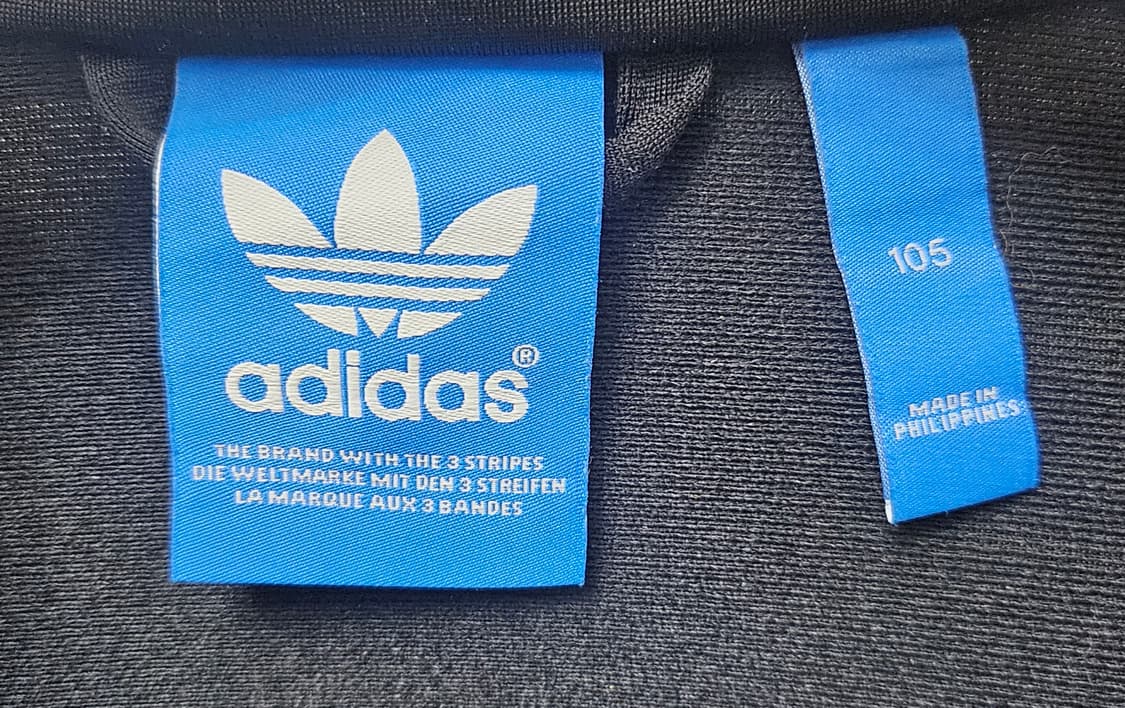 adidas®
THE BRAND WITH THE 3 STRIPES
DIE WELTMARKE MIT DEN 3 STREIFEN
LA MARQUE AUX 3 BANDES
105
MADE IN
PHILIPPINES